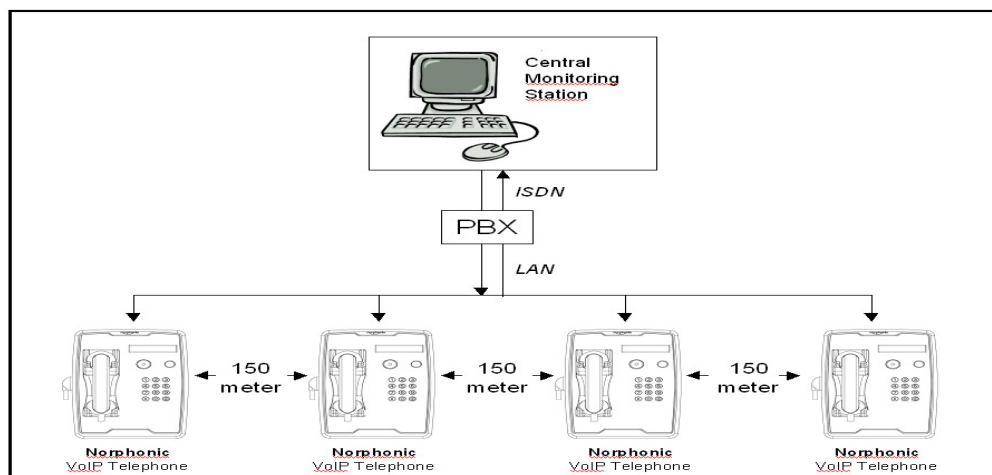 Central
Monitoring
Station
ISDN
PBX
LAN
150
meter
150
meter
150
meter
Norphonic
VoIP Telephone
Norphonic
VoIP Telephone
Norphonic
VoIP Telephone
Norphonic
VoIP Telephone